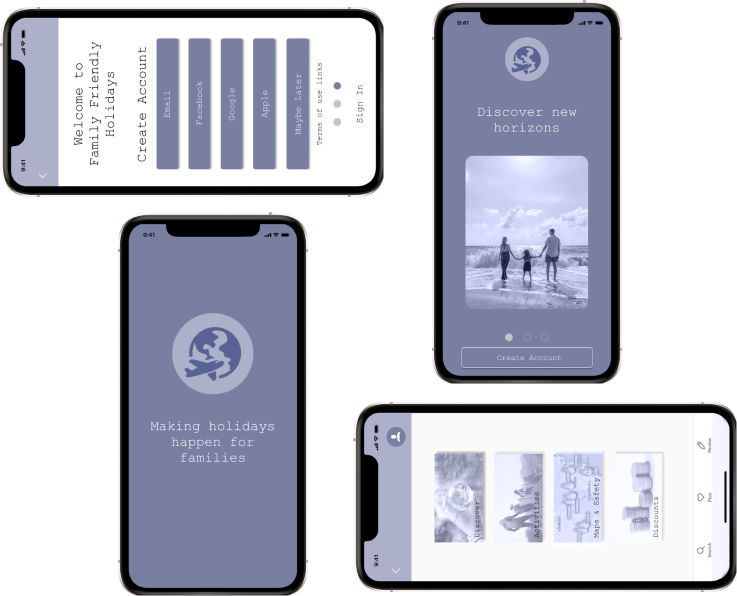 9:41
Welcome to
Family Friendly
Holidays
Create Account
Email
Facebook
Google
Apple
Maybe Later
Terms of use links
Sign In
9:41
Discover new
horizons
Create Account
9:41
Making holidays
happen for
families
9:41
Discover
Activities
Maps & Safety
Discounts
Search
Plan
Review